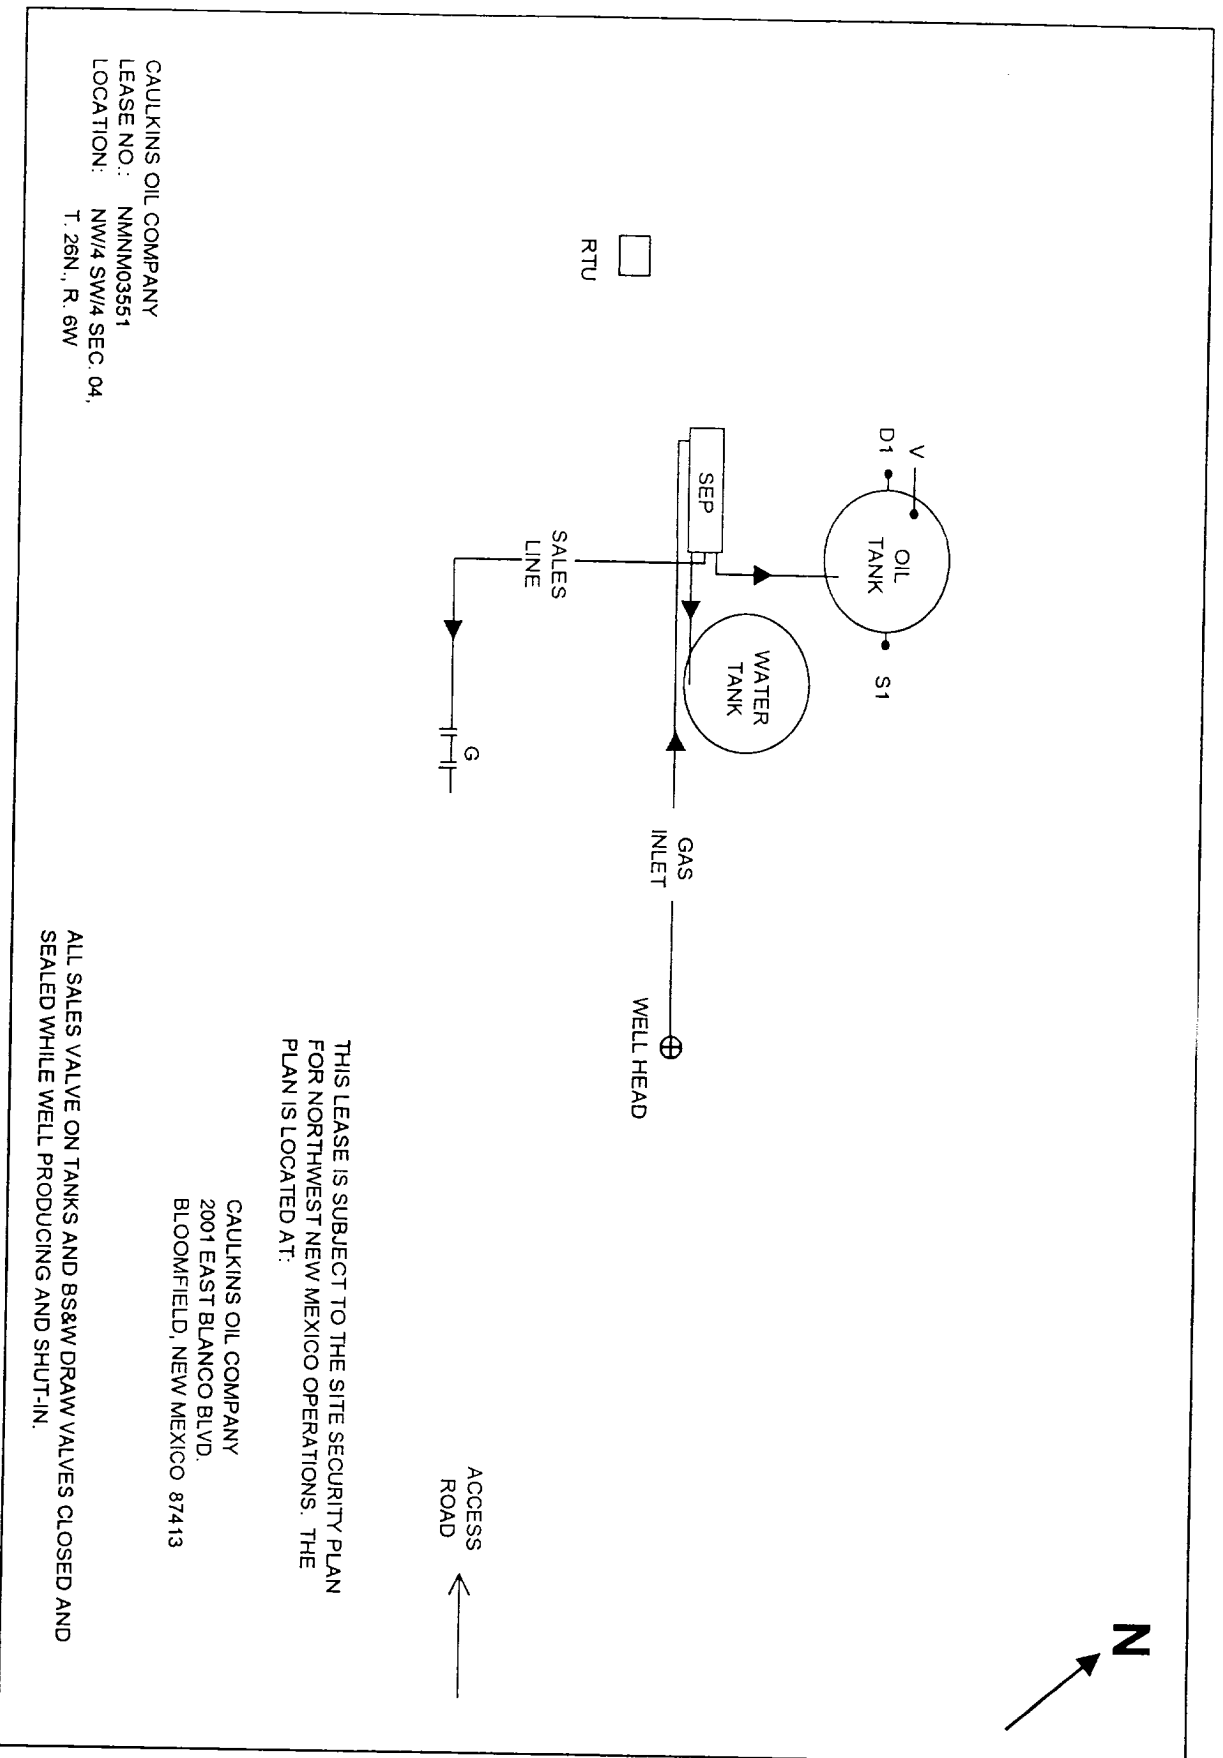 N
V
D1
OIL
TANK
S1
WATER
TANK
SEP
RTU
SALES
LINE
G
GAS
INLET
WELL HEAD
ACCESS
ROAD
THIS LEASE IS SUBJECT TO THE SITE SECURITY PLAN
FOR NORTHWEST NEW MEXICO OPERATIONS. THE
PLAN IS LOCATED AT:
CAULKINS OIL COMPANY
2001 EAST BLANCO BLVD.
BLOOMFIELD, NEW MEXICO 87413
CAULKINS OIL COMPANY
LEASE NO.: NMNM03551
LOCATION: NW/4 SW/4 SEC. 04,
T. 26N., R. 6W
ALL SALES VALVE ON TANKS AND BS&W DRAW VALVES CLOSED AND
SEALED WHILE WELL PRODUCING AND SHUT-IN.